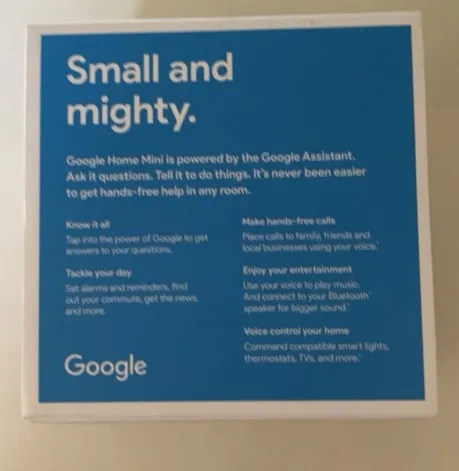 Small and
mighty.
Google Home Mini is powered by the Google Assistant.
Ask it questions. Tell it to do things. It's never been easier
to get hands-free help in any room.
Know it all
Tap into the power of Google to get
answers to your questions.
Tackle your day
Set alarms and reminders, find
out your commute, get the news,
and more.
Make hands-free calls
Place calls to family, friends and
local businesses using your voice.
Enjoy your entertainment
Use your voice to play music.
And connect to your Bluetooth
speaker for bigger sound.
Voice control your home
Command compatible smart lights,
thermostats, TVs, and more.
Google